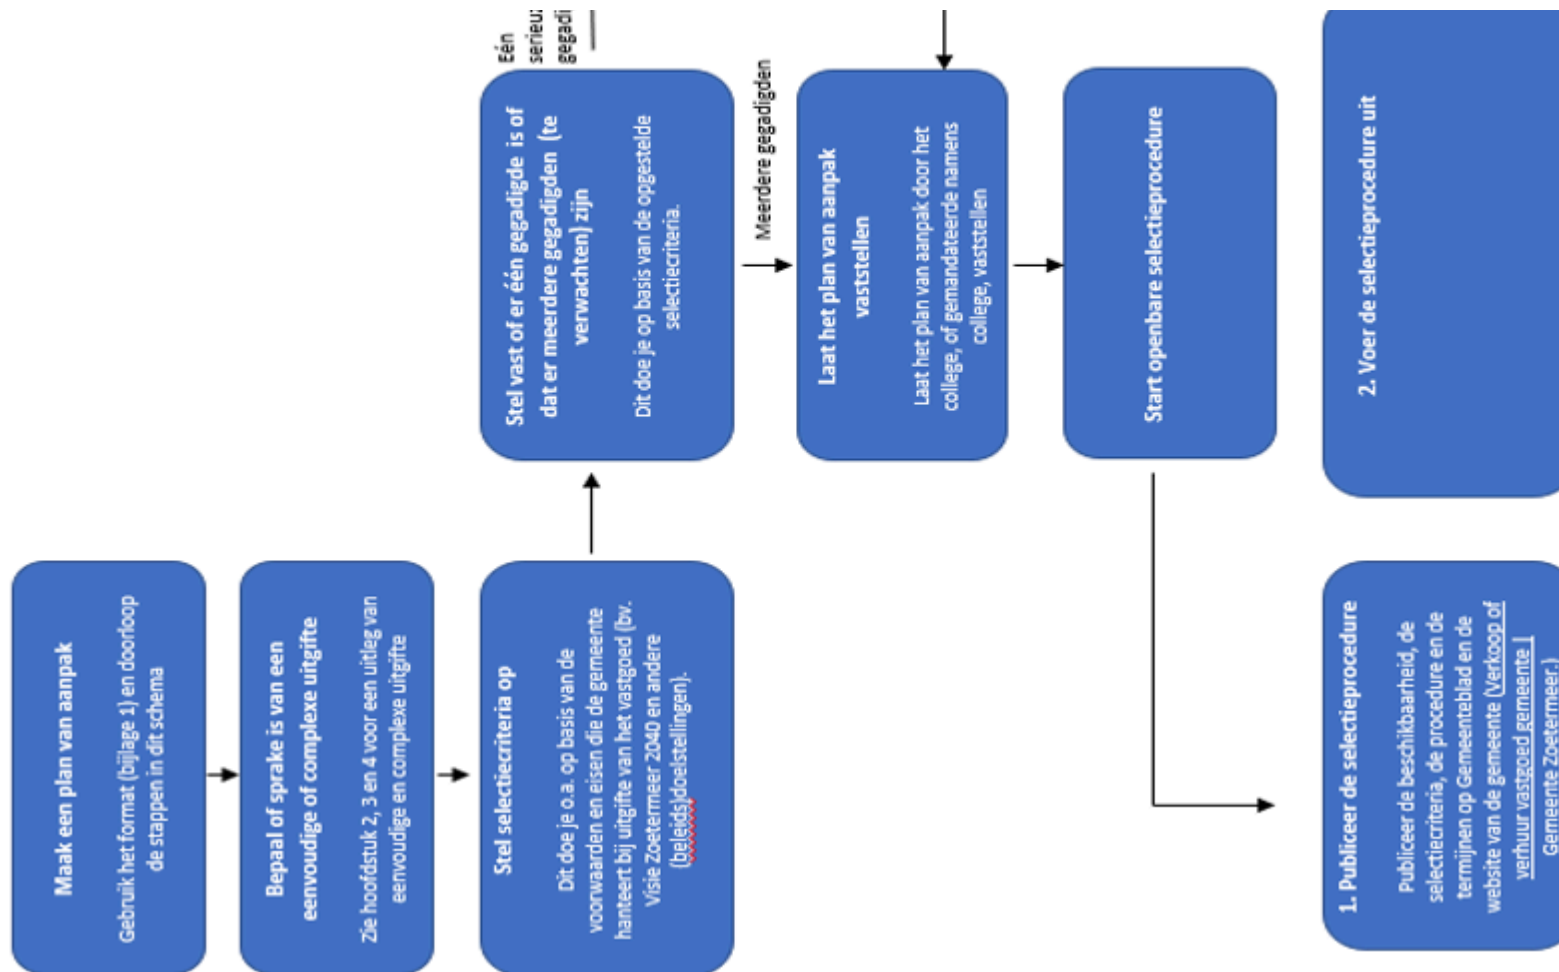 Maak een plan van aanpak
Gebruik het format (bijlage 1) en doorloop
de stappen in dit schema
Bepaal of sprake is van een
eenvoudige of complexe uitgifte
Zie hoofdstuk 2, 3 en 4 voor een uitleg van
eenvoudige en complexe uitgifte
Stel selectiecriteria op
Dit doe je o.a. op basis van de
voorwaarden en eisen die de gemeente
hanteert bij uitgifte van het vastgoed (bv.
Visie Zoetermeer 2040 en andere
(beleids)doelstellingen).
Stel vast of er één gegadigde is of
dat er meerdere gegadigden (te
verwachten) zijn
Dit doe je op basis van de opgestelde
selectiecriteria.
Eén
Meerdere gegadigden
Laat het plan van aanpak
vaststellen
Laat het plan van aanpak door het
college, of gemandateerde namens
college, vaststellen
Start openbare selectieprocedure
1. Publiceer de selectieprocedure
Publiceer de beschikbaarheid, de
selectiecriteria, de procedure en de
termijnen op Gemeenteblad en de
website van de gemeente (Verkoop of
verhuur vastgoed gemeente |
Gemeente Zoetermeer.)
2. Voer de selectieprocedure uit